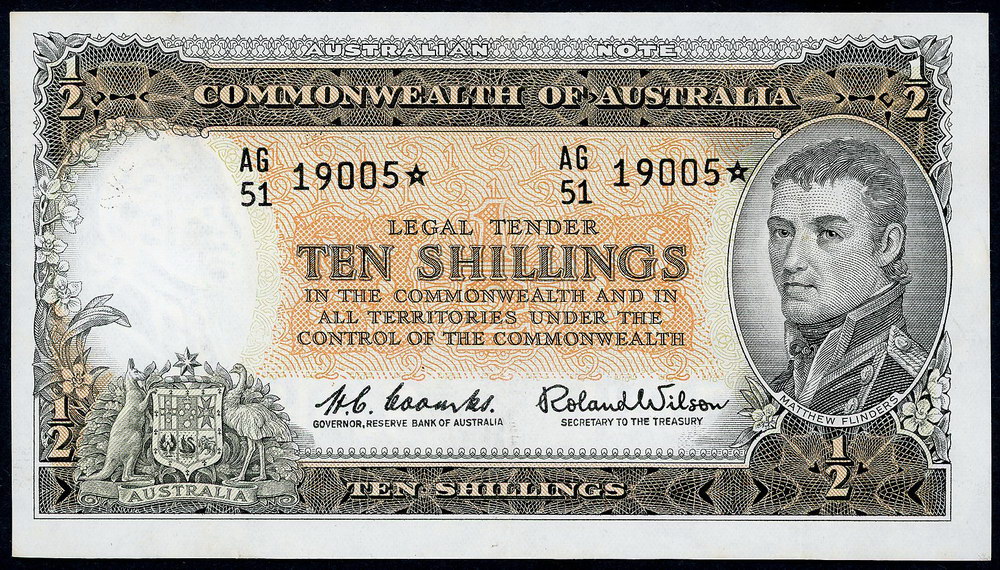 AUSTRALIAN NOTE
1/2 1/2
COMMONWEALTH OF AUSTRALIA
AG 51 19005☆ AG 51 19005☆
LEGAL TENDER
TEN SHILLINGS
IN THE COMMONWEALTH AND IN
ALL TERRITORIES UNDER THE
CONTROL OF THE COMMONWEALTH
H.C. Coombs. Roland Wilson
GOVERNOR, RESERVE BANK OF AUSTRALIA SECRETARY TO THE TREASURY
MATTHEW FLINDERS
1/2 1/2
AUSTRALIA
TEN SHILLINGS